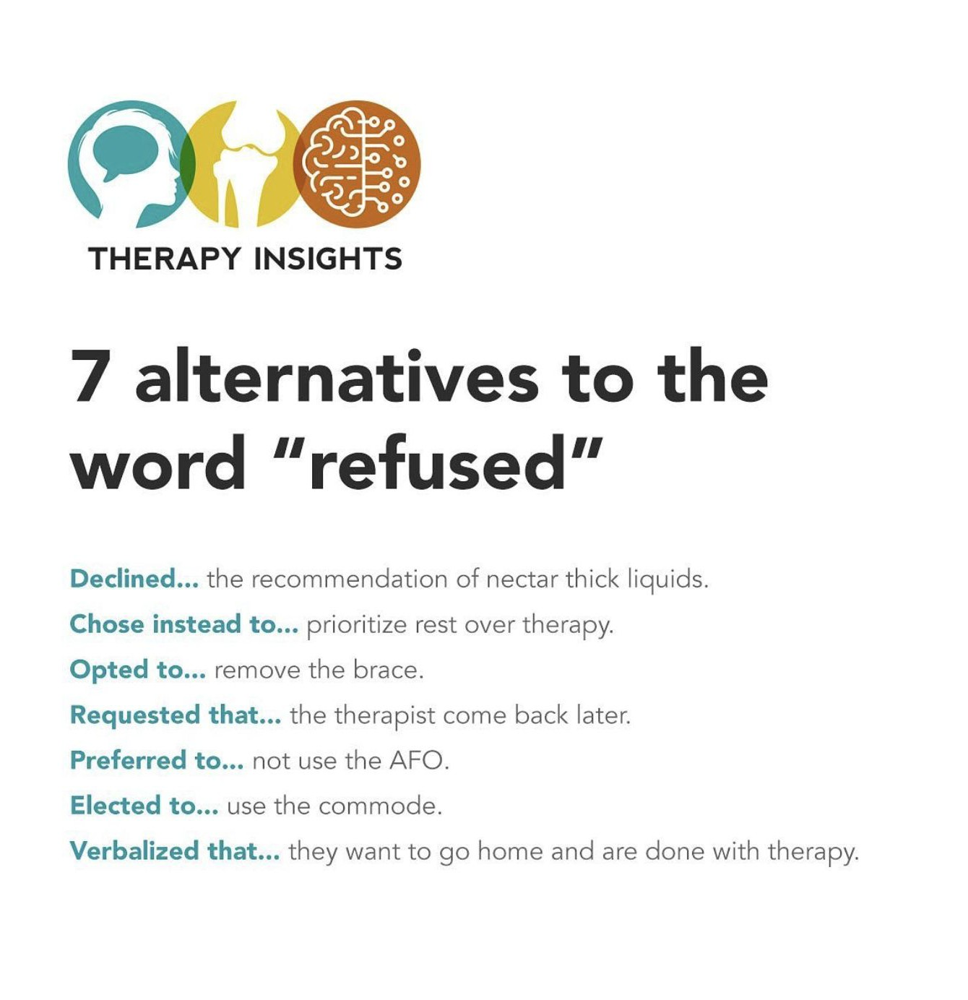 THERAPY INSIGHTS
7 alternatives to the
word “refused”
Declined... the recommendation of nectar thick liquids.
Chose instead to... prioritize rest over therapy.
Opted to... remove the brace.
Requested that... the therapist come back later.
Preferred to... not use the AFO.
Elected to... use the commode.
Verbalized that... they want to go home and are done with therapy.